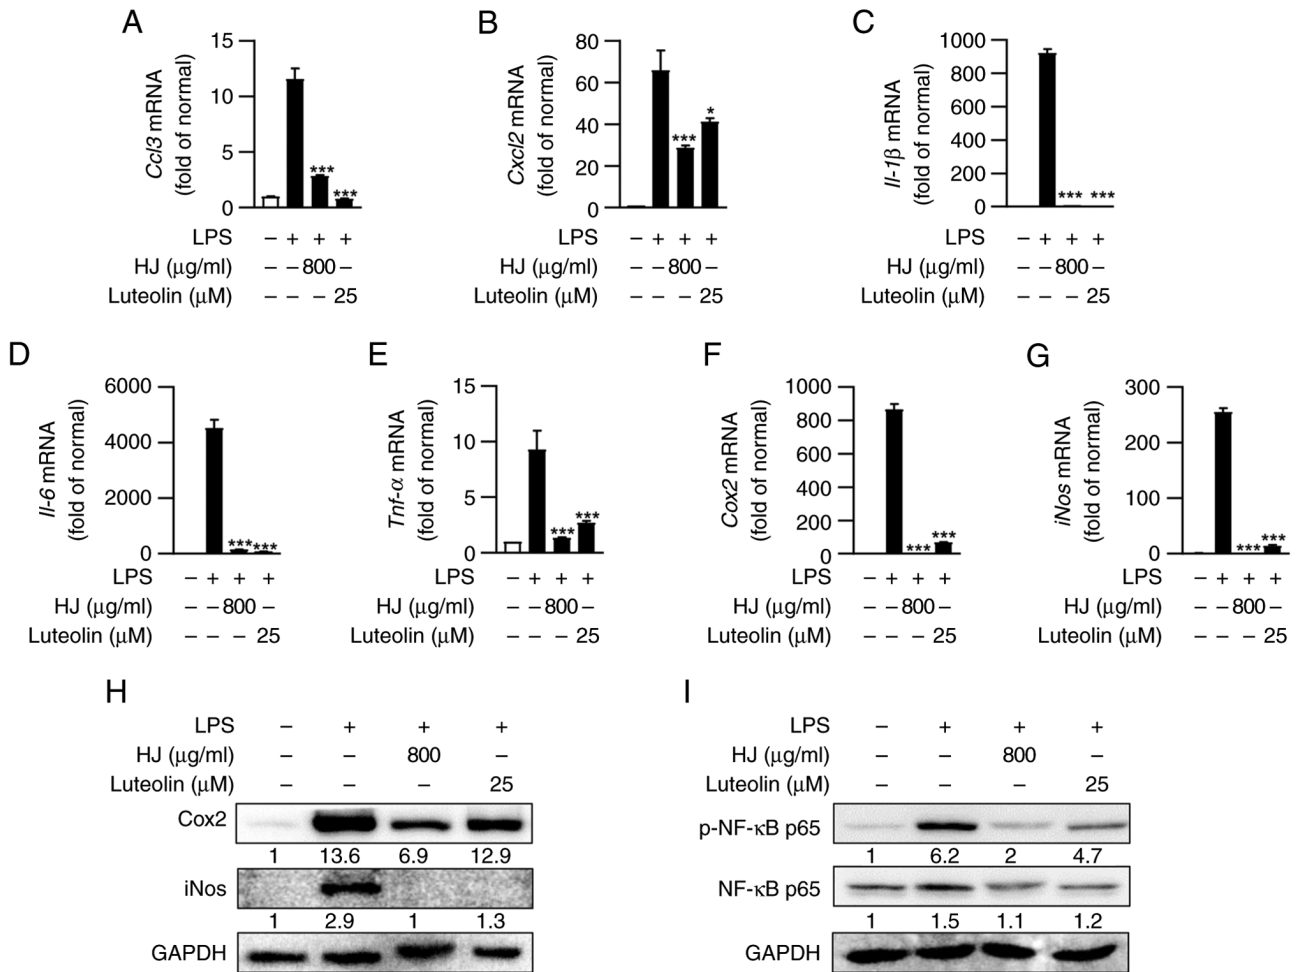 A
Ccl3 mRNA
(fold of normal)
15
10
5
0
***
***
LPS − + + +
HJ (μg/ml) − − 800 −
Luteolin (μM) − − − 25
B
Cxcl2 mRNA
(fold of normal)
80
60
40
20
0
***
*
LPS − + + +
HJ (μg/ml) − − 800 −
Luteolin (μM) − − − 25
C
Il-1β mRNA
(fold of normal)
1000
800
600
400
200
0
*** ***
LPS − + + +
HJ (μg/ml) − − 800 −
Luteolin (μM) − − − 25
D
Il-6 mRNA
(fold of normal)
6000
4000
2000
0
*** ***
LPS − + + +
HJ (μg/ml) − − 800 −
Luteolin (μM) − − − 25
E
Tnf-α mRNA
(fold of normal)
15
10
5
0
***
***
LPS − + + +
HJ (μg/ml) − − 800 −
Luteolin (μM) − − − 25
F
Cox2 mRNA
(fold of normal)
1000
800
600
400
200
0
***
***
LPS − + + +
HJ (μg/ml) − − 800 −
Luteolin (μM) − − − 25
G
iNos mRNA
(fold of normal)
300
200
100
0
***
***
LPS − + + +
HJ (μg/ml) − − 800 −
Luteolin (μM) − − − 25
H
LPS − + + +
HJ (μg/ml) − − 800 −
Luteolin (μM) − − − 25
Cox2
1 13.6 6.9 12.9
iNos
1 2.9 1 1.3
GAPDH
I
LPS − + + +
HJ (μg/ml) − − 800 −
Luteolin (μM) − − − 25
p-NF-κB p65
1 6.2 2 4.7
NF-κB p65
1 1.5 1.1 1.2
GAPDH